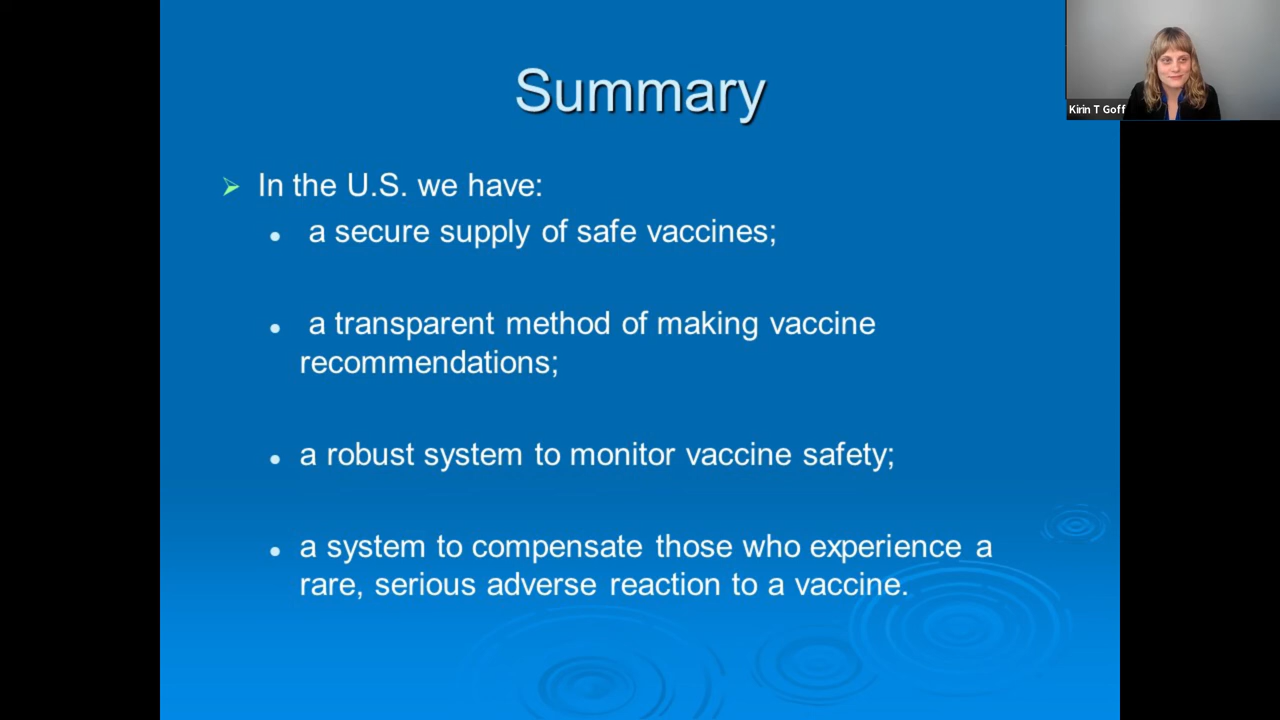 Summary
Kirin T Goff
➢ In the U.S. we have:
• a secure supply of safe vaccines;
• a transparent method of making vaccine
recommendations;
• a robust system to monitor vaccine safety;
• a system to compensate those who experience a
rare, serious adverse reaction to a vaccine.